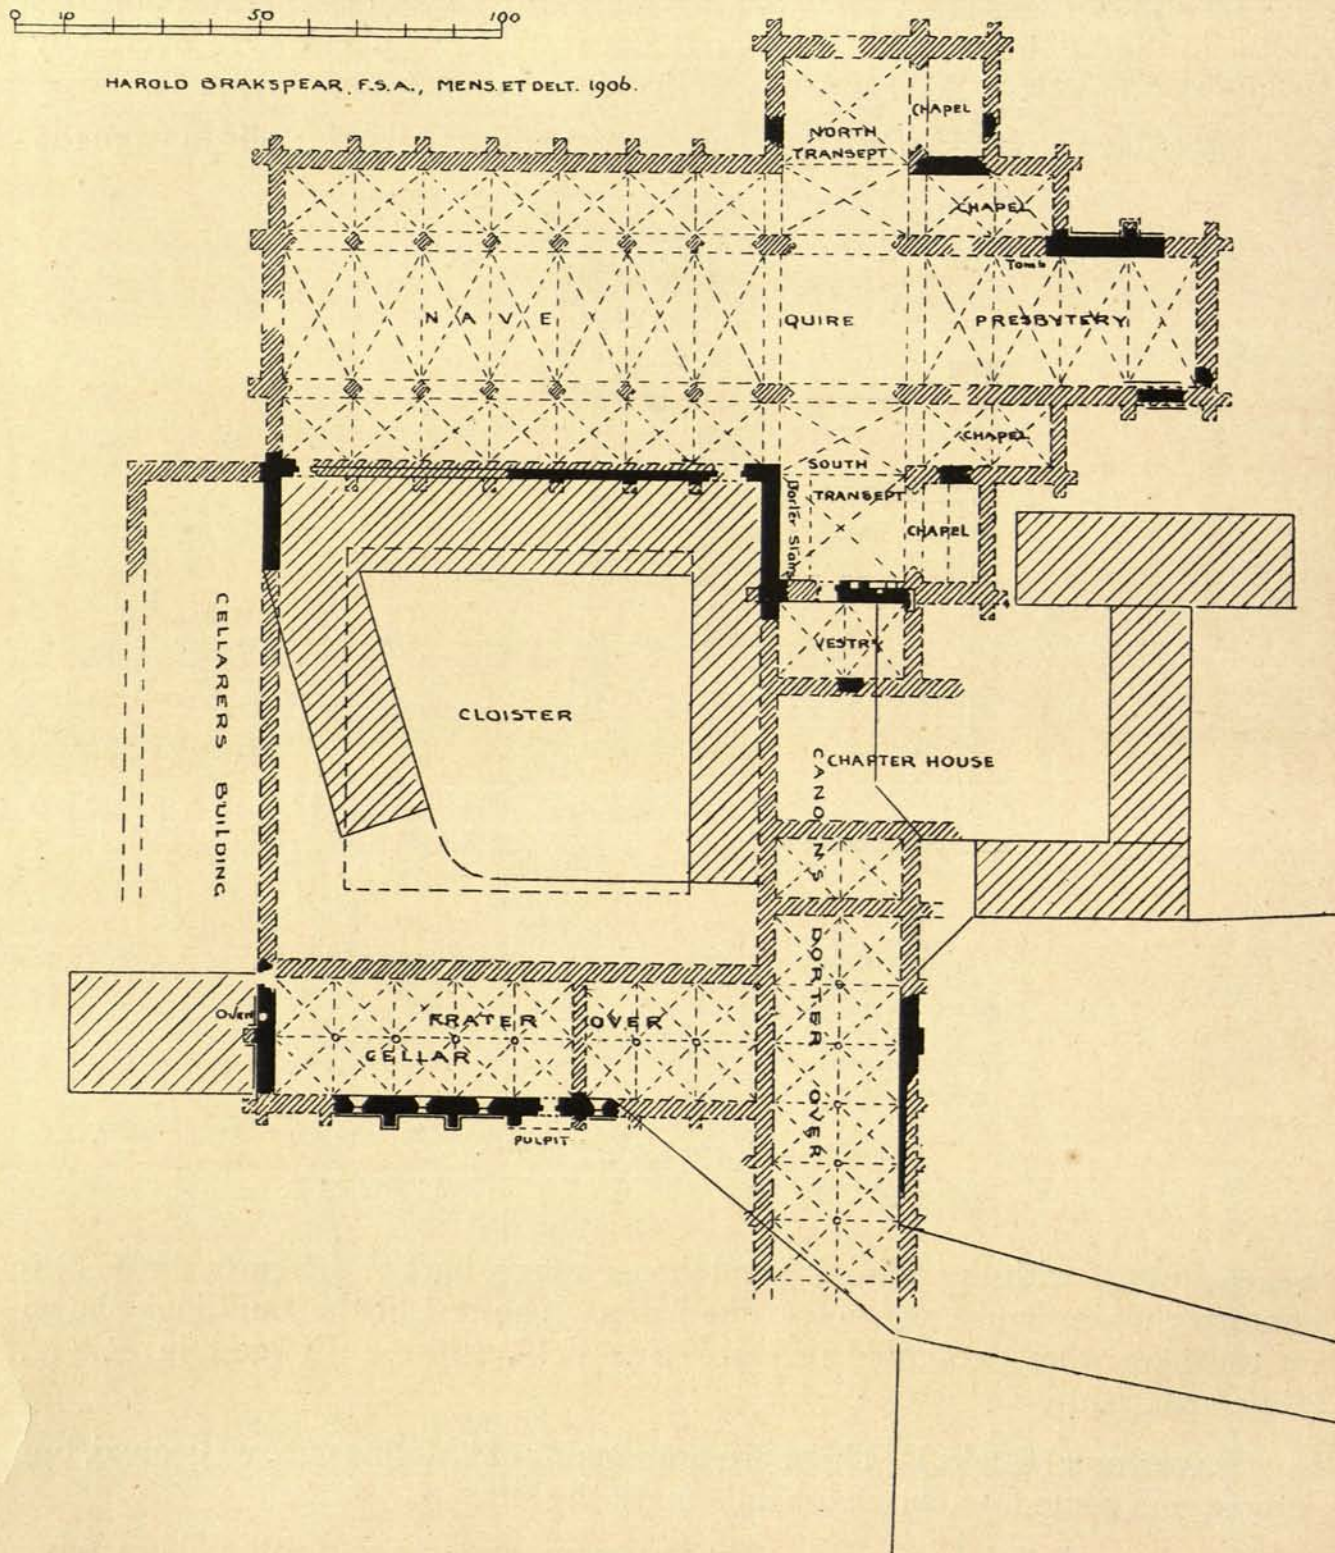 0 10 50 100
HAROLD BRAKSPEAR, F.S.A., MENS. ET DELT. 1906.
CHAPEL
NORTH
TRANSEPT
CHAPEL
Tomb
NAVE
QUIRE
PRESBYTERY
CHAPEL
SOUTH
TRANSEPT
Dorter Stairs
CHAPEL
VESTRY
CELLARERS BUILDING
CLOISTER
CHAPTER HOUSE
CANONS
DORTER OVER
OVEN
FRATER OVER
CELLAR
PULPIT